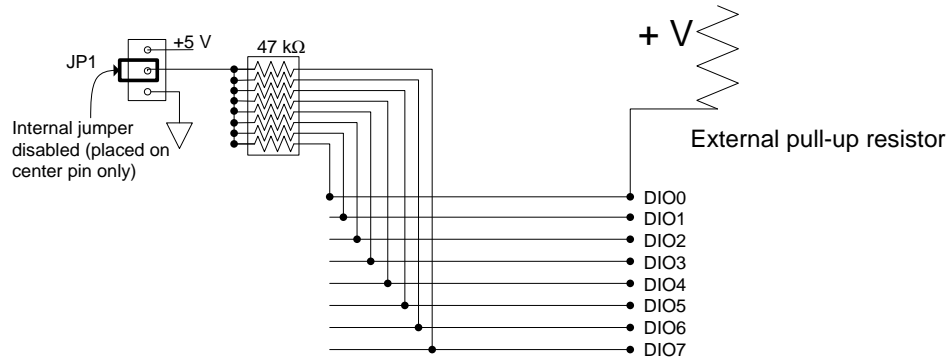 +5 V
47 kΩ
+ V
JP1
Internal jumper
disabled (placed on
center pin only)
External pull-up resistor
DIO0
DIO1
DIO2
DIO3
DIO4
DIO5
DIO6
DIO7